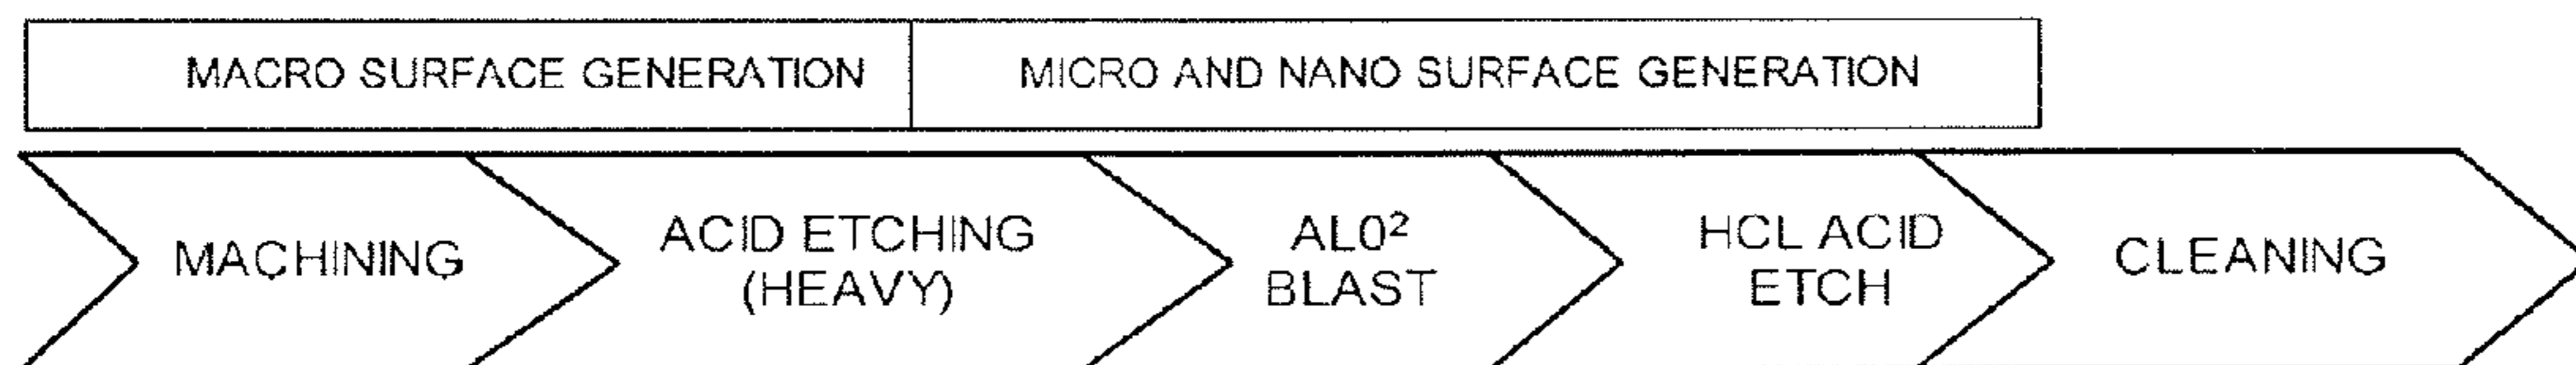 MACRO SURFACE GENERATION
MICRO AND NANO SURFACE GENERATION
MACHINING
ACID ETCHING
(HEAVY)
AL0²
BLAST
HCL ACID
ETCH
CLEANING